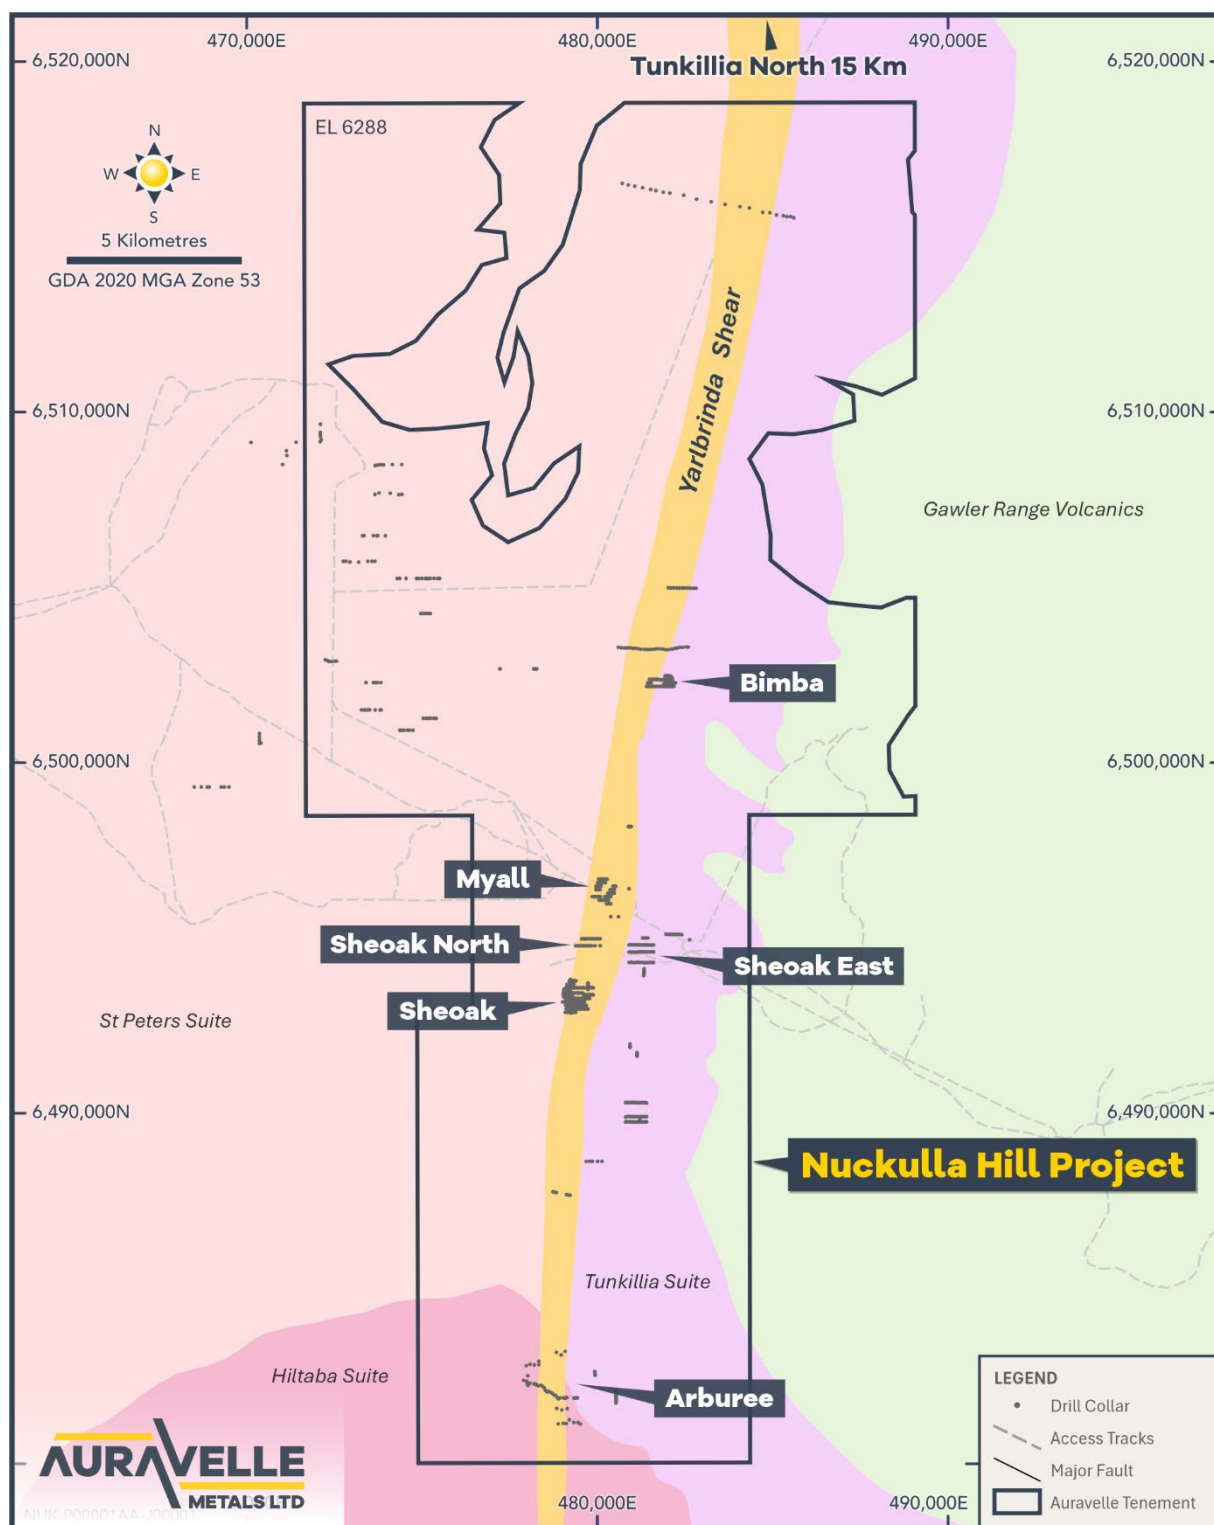 470,000E
480,000E
490,000E
6,520,000N
Tunkillia North 15 Km
6,520,000N
EL 6288
N
W
E
S
5 Kilometres
GDA 2020 MGA Zone 53
Yarlbrinda Shear
6,510,000N
6,510,000N
Gawler Range Volcanics
Bimba
6,500,000N
6,500,000N
Myall
Sheoak North
Sheoak East
Sheoak
St Peters Suite
6,490,000N
6,490,000N
Nuckulla Hill Project
Tunkillia Suite
Hiltaba Suite
Arburee
LEGEND
Drill Collar
Access Tracks
Major Fault
Auravelle Tenement
AURAVELLE
METALS LTD
480,000E
490,000E